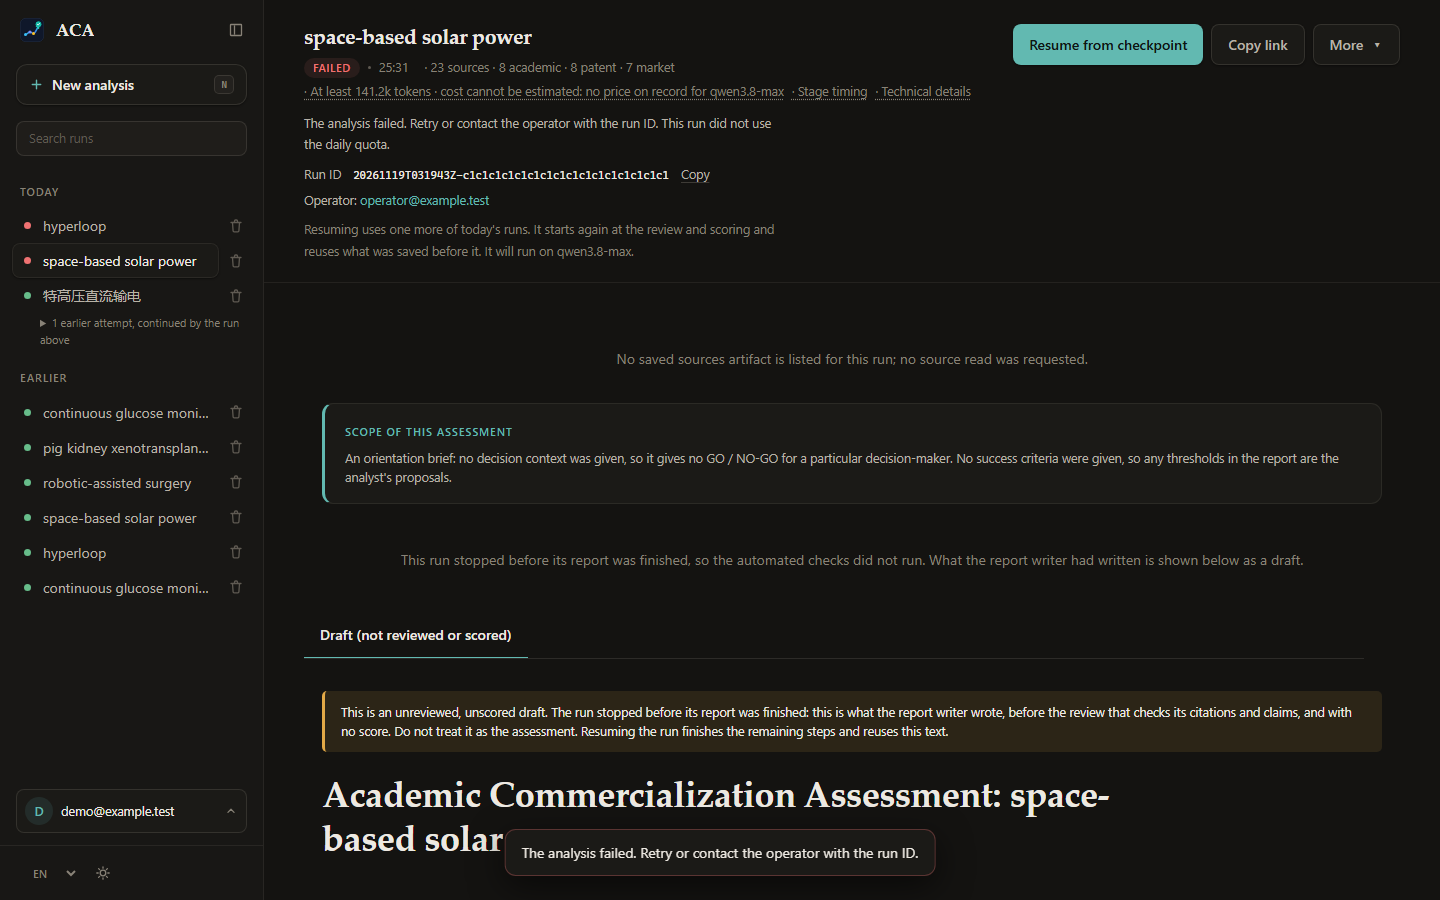 ACA
New analysis
N
Search runs
TODAY
hyperloop
space-based solar power
特高压直流输电
▶ 1 earlier attempt, continued by the run
above
EARLIER
continuous glucose moni...
pig kidney xenotransplan...
robotic-assisted surgery
space-based solar power
hyperloop
continuous glucose moni...
D
demo@example.test
EN
space-based solar power
Resume from checkpoint
Copy link
More ▼
FAILED • 25:31 · 23 sources · 8 academic · 8 patent · 7 market
· At least 141.2k tokens · cost cannot be estimated: no price on record for qwen3.8-max · Stage timing · Technical details
The analysis failed. Retry or contact the operator with the run ID. This run did not use
the daily quota.
Run ID 20261119T031943Z-c1c1c1c1c1c1c1c1c1c1c1c1c1c1c1c1 Copy
Operator: operator@example.test
Resuming uses one more of today's runs. It starts again at the review and scoring and
reuses what was saved before it. It will run on qwen3.8-max.
No saved sources artifact is listed for this run; no source read was requested.
SCOPE OF THIS ASSESSMENT
An orientation brief: no decision context was given, so it gives no GO / NO-GO for a particular decision-maker. No success criteria were given, so any thresholds in the report are the
analyst's proposals.
This run stopped before its report was finished, so the automated checks did not run. What the report writer had written is shown below as a draft.
Draft (not reviewed or scored)
This is an unreviewed, unscored draft. The run stopped before its report was finished: this is what the report writer wrote, before the review that checks its citations and claims, and with
no score. Do not treat it as the assessment. Resuming the run finishes the remaining steps and reuses this text.
Academic Commercialization Assessment: space-
based solar
The analysis failed. Retry or contact the operator with the run ID.